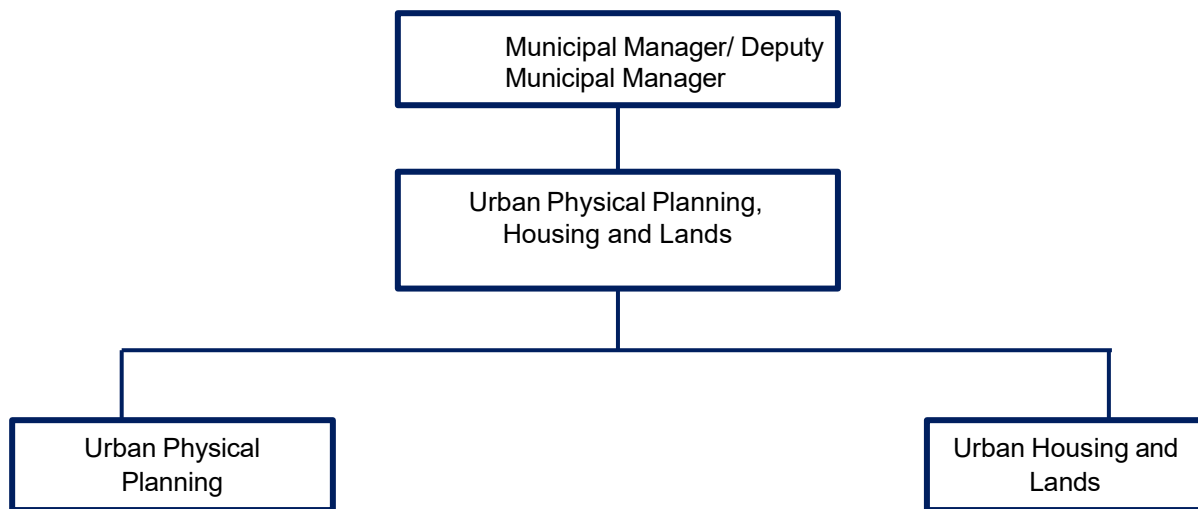 Municipal Manager/ Deputy
Municipal Manager
Urban Physical Planning,
Housing and Lands
Urban Physical
Planning
Urban Housing and
Lands